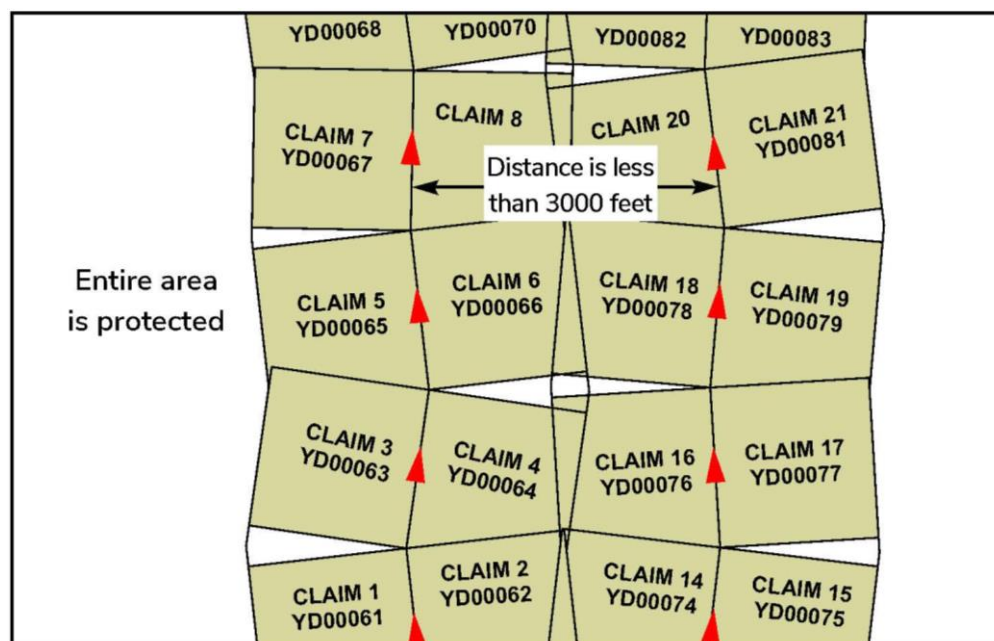 YD00068
YD00070
YD00082
YD00083
CLAIM 7
YD00067
CLAIM 8
CLAIM 20
CLAIM 21
YD00081
Distance is less
than 3000 feet
Entire area
is protected
CLAIM 5
YD00065
CLAIM 6
YD00066
CLAIM 18
YD00078
CLAIM 19
YD00079
CLAIM 3
YD00063
CLAIM 4
YD00064
CLAIM 16
YD00076
CLAIM 17
YD00077
CLAIM 1
YD00061
CLAIM 2
YD00062
CLAIM 14
YD00074
CLAIM 15
YD00075